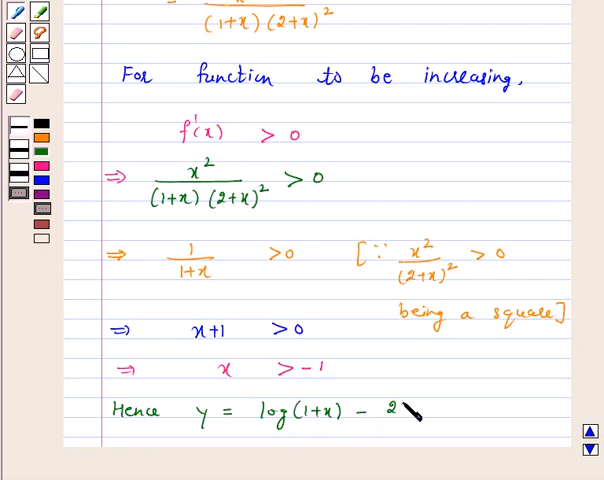 = x²/(1+x)(2+x)²
For function to be increasing,
f'(x) > 0
⇒ x²/(1+x)(2+x)² > 0
⇒ 1/1+x > 0 [∵ x²/(2+x)² > 0
being a square]
⇒ x+1 > 0
⇒ x > -1
Hence y = log(1+x) - 2